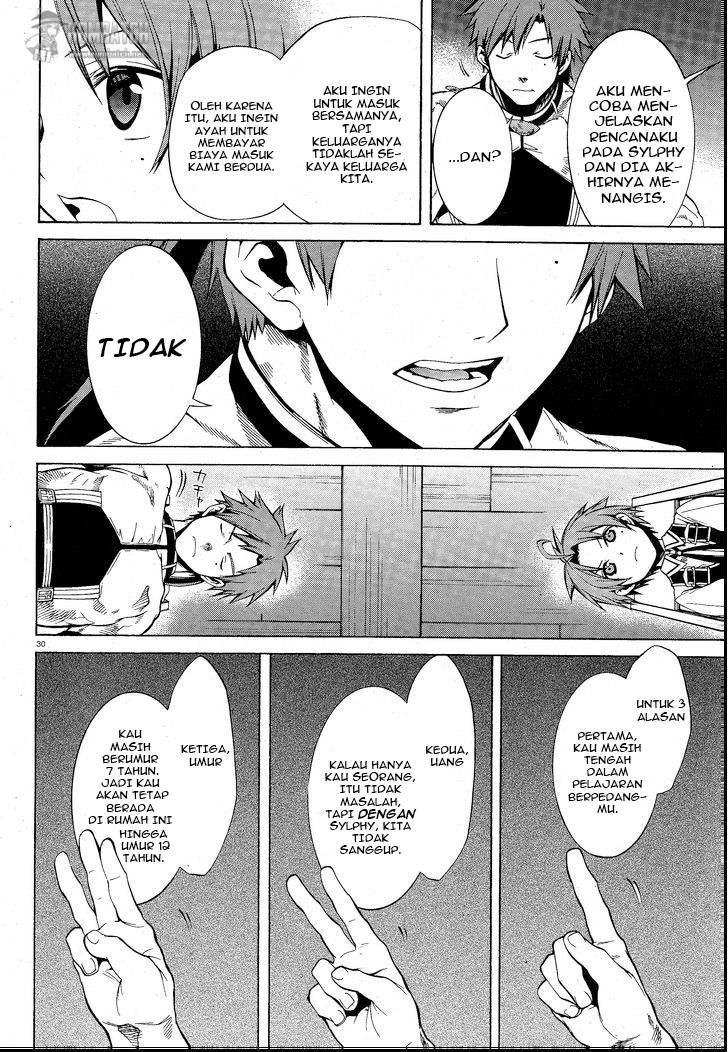 AKU MEN-
COBA MEN-
JELASKAN
RENCANAKU
PADA SYLPHY
DAN DIA AK-
HIRNYA ME-
NANGIS.
...DAN?
AKU INGIN
UNTUK MASUK
BERSAMANYA,
TAPI
KELUARGANYA
TIDAKLAH SE-
KAYA KELUARGA
KITA.
OLEH KARENA
ITU, AKU INGIN
AYAH UNTUK
MEMBAYAR
BIAYA MASUK
KAMI BERDUA.
TIDAK
カチャ
30
UNTUK 3
ALASAN
PERTAMA,
KAU MASIH
TENGAH
DALAM
PELAJARAN
BERPEDANG-
MU.
KEDUA,
UANG
KALAU HANYA
KAU SEORANG,
ITU TIDAK
MASALAH,
TAPI DENGAN
SYLPHY, KITA
TIDAK
SANGGUP.
KETIGA,
UMUR
KAU
MASIH
BERUMUR
7 TAHUN.
JADI KAU
AKAN TETAP
BERADA
DI RUMAH INI
HINGGA
UMUR 12
TAHUN.